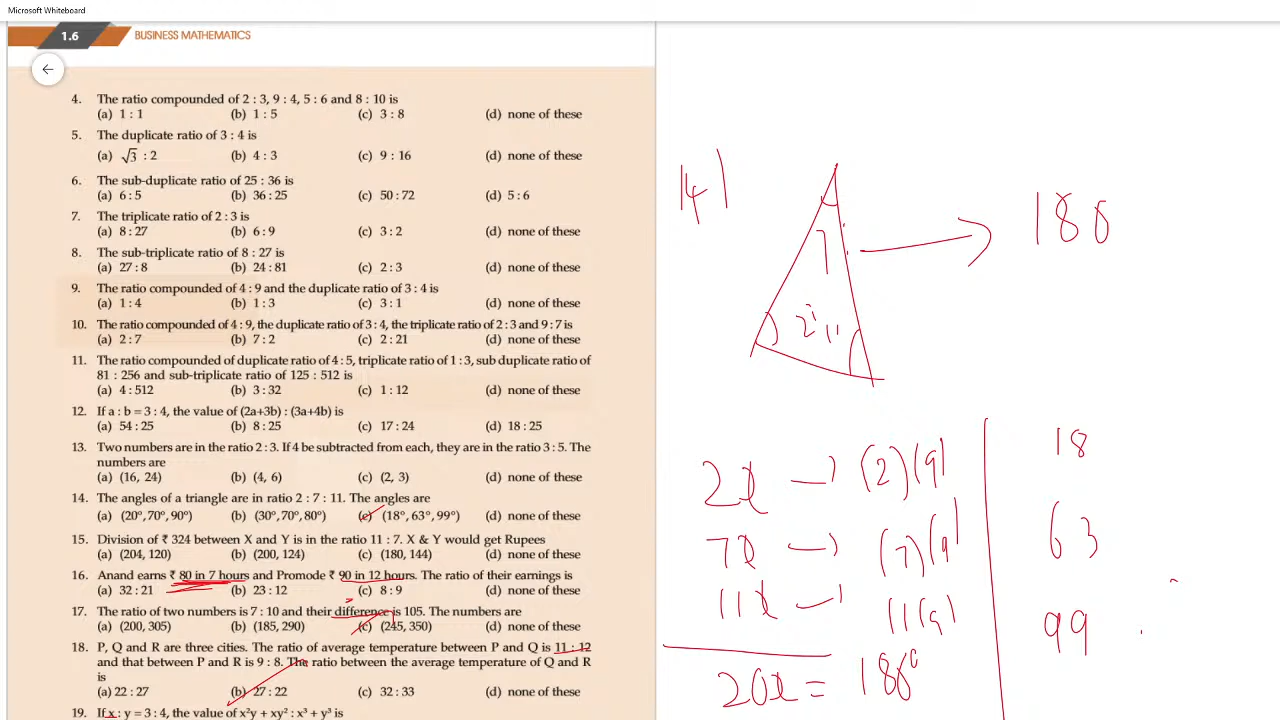 Microsoft Whiteboard
1.6 BUSINESS MATHEMATICS
4. The ratio compounded of 2 : 3, 9 : 4, 5 : 6 and 8 : 10 is
(a) 1 : 1 (b) 1 : 5 (c) 3 : 8 (d) none of these
5. The duplicate ratio of 3 : 4 is
(a) √3 : 2 (b) 4 : 3 (c) 9 : 16 (d) none of these
6. The sub-duplicate ratio of 25 : 36 is
(a) 6 : 5 (b) 36 : 25 (c) 50 : 72 (d) 5 : 6
7. The triplicate ratio of 2 : 3 is
(a) 8 : 27 (b) 6 : 9 (c) 3 : 2 (d) none of these
8. The sub-triplicate ratio of 8 : 27 is
(a) 27 : 8 (b) 24 : 81 (c) 2 : 3 (d) none of these
9. The ratio compounded of 4 : 9 and the duplicate ratio of 3 : 4 is
(a) 1 : 4 (b) 1 : 3 (c) 3 : 1 (d) none of these
10. The ratio compounded of 4 : 9, the duplicate ratio of 3 : 4, the triplicate ratio of 2 : 3 and 9 : 7 is
(a) 2 : 7 (b) 7 : 2 (c) 2 : 21 (d) none of these
11. The ratio compounded of duplicate ratio of 4 : 5, triplicate ratio of 1 : 3, sub duplicate ratio of
81 : 256 and sub-triplicate ratio of 125 : 512 is
(a) 4 : 512 (b) 3 : 32 (c) 1 : 12 (d) none of these
12. If a : b = 3 : 4, the value of (2a+3b) : (3a+4b) is
(a) 54 : 25 (b) 8 : 25 (c) 17 : 24 (d) 18 : 25
13. Two numbers are in the ratio 2 : 3. If 4 be subtracted from each, they are in the ratio 3 : 5. The
numbers are
(a) (16, 24) (b) (4, 6) (c) (2, 3) (d) none of these
14. The angles of a triangle are in ratio 2 : 7 : 11. The angles are
(a) (20°, 70°, 90°) (b) (30°, 70°, 80°) (c) (18°, 63°, 99°) (d) none of these
15. Division of ₹ 324 between X and Y is in the ratio 11 : 7. X & Y would get Rupees
(a) (204, 120) (b) (200, 124) (c) (180, 144) (d) none of these
16. Anand earns ₹ 80 in 7 hours and Promode ₹ 90 in 12 hours. The ratio of their earnings is
(a) 32 : 21 (b) 23 : 12 (c) 8 : 9 (d) none of these
17. The ratio of two numbers is 7 : 10 and their difference is 105. The numbers are
(a) (200, 305) (b) (185, 290) (c) (245, 350) (d) none of these
18. P, Q and R are three cities. The ratio of average temperature between P and Q is 11 : 12
and that between P and R is 9 : 8. The ratio between the average temperature of Q and R
is
(a) 22 : 27 (b) 27 : 22 (c) 32 : 33 (d) none of these
19. If x : y = 3 : 4, the value of x²y + xy² : x³ + y³ is
14)
7
2 11
→ 180
2x → (2)(9) 18
7x → (7)(9) 63
11x → 11(9) 99
20x = 180°